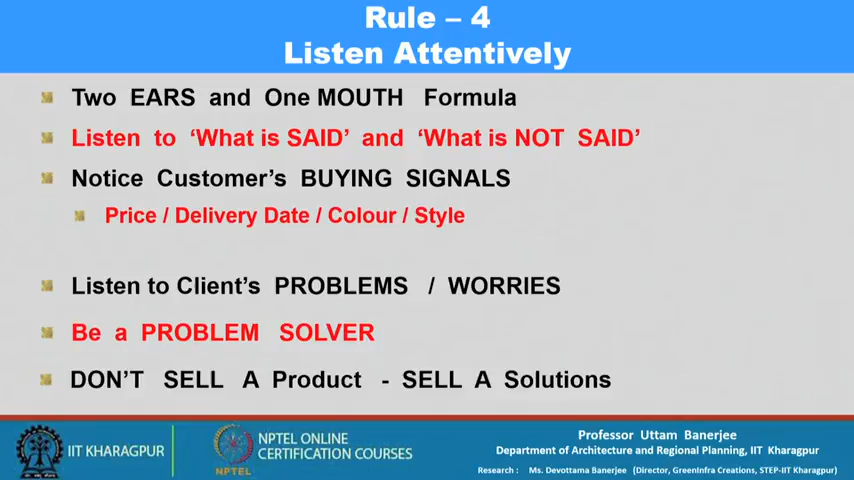 Rule – 4
Listen Attentively
Two EARS and One MOUTH Formula
Listen to ‘What is SAID’ and ‘What is NOT SAID’
Notice Customer’s BUYING SIGNALS
Price / Delivery Date / Colour / Style
Listen to Client’s PROBLEMS / WORRIES
Be a PROBLEM SOLVER
DON’T SELL A Product - SELL A Solutions
IIT KHARAGPUR
NPTEL
NPTEL ONLINE
CERTIFICATION COURSES
Professor Uttam Banerjee
Department of Architecture and Regional Planning, IIT Kharagpur
Research : Ms. Devottama Banerjee (Director, GreenInfra Creations, STEP-IIT Kharagpur)